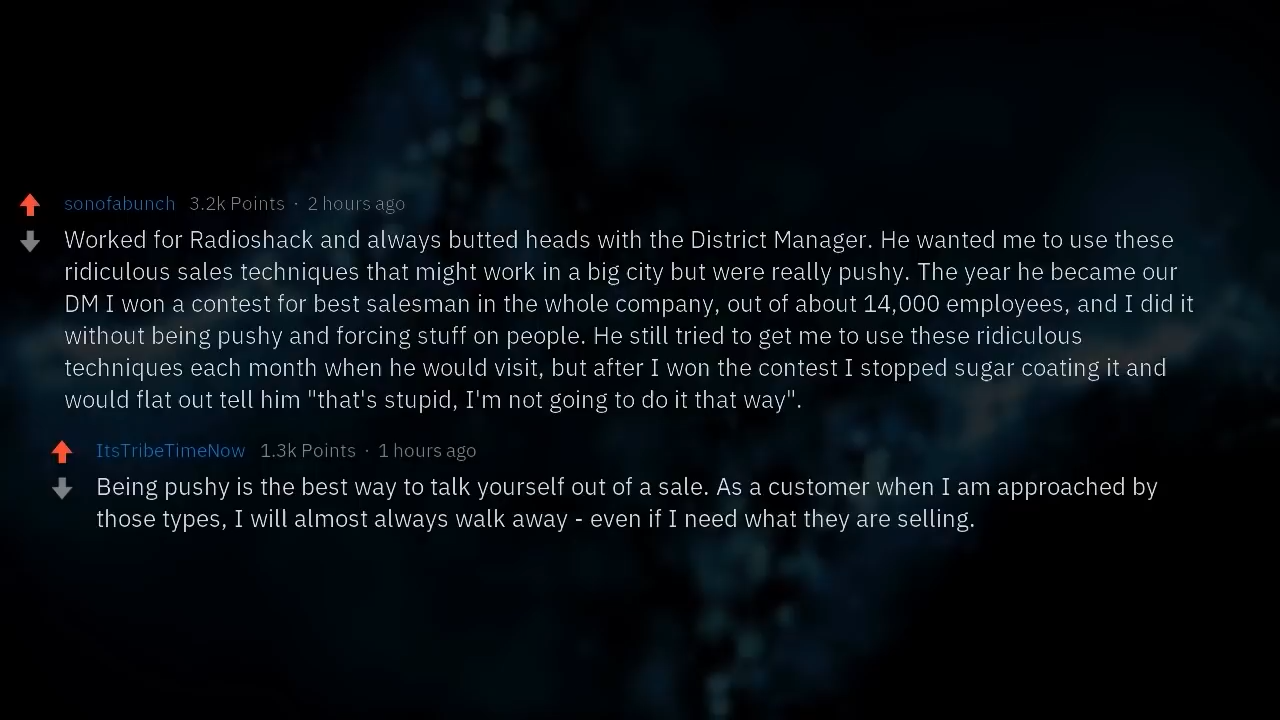 sonofabunch 3.2k Points · 2 hours ago
Worked for Radioshack and always butted heads with the District Manager. He wanted me to use these
ridiculous sales techniques that might work in a big city but were really pushy. The year he became our
DM I won a contest for best salesman in the whole company, out of about 14,000 employees, and I did it
without being pushy and forcing stuff on people. He still tried to get me to use these ridiculous
techniques each month when he would visit, but after I won the contest I stopped sugar coating it and
would flat out tell him "that's stupid, I'm not going to do it that way".
ItsTribeTimeNow 1.3k Points · 1 hours ago
Being pushy is the best way to talk yourself out of a sale. As a customer when I am approached by
those types, I will almost always walk away - even if I need what they are selling.